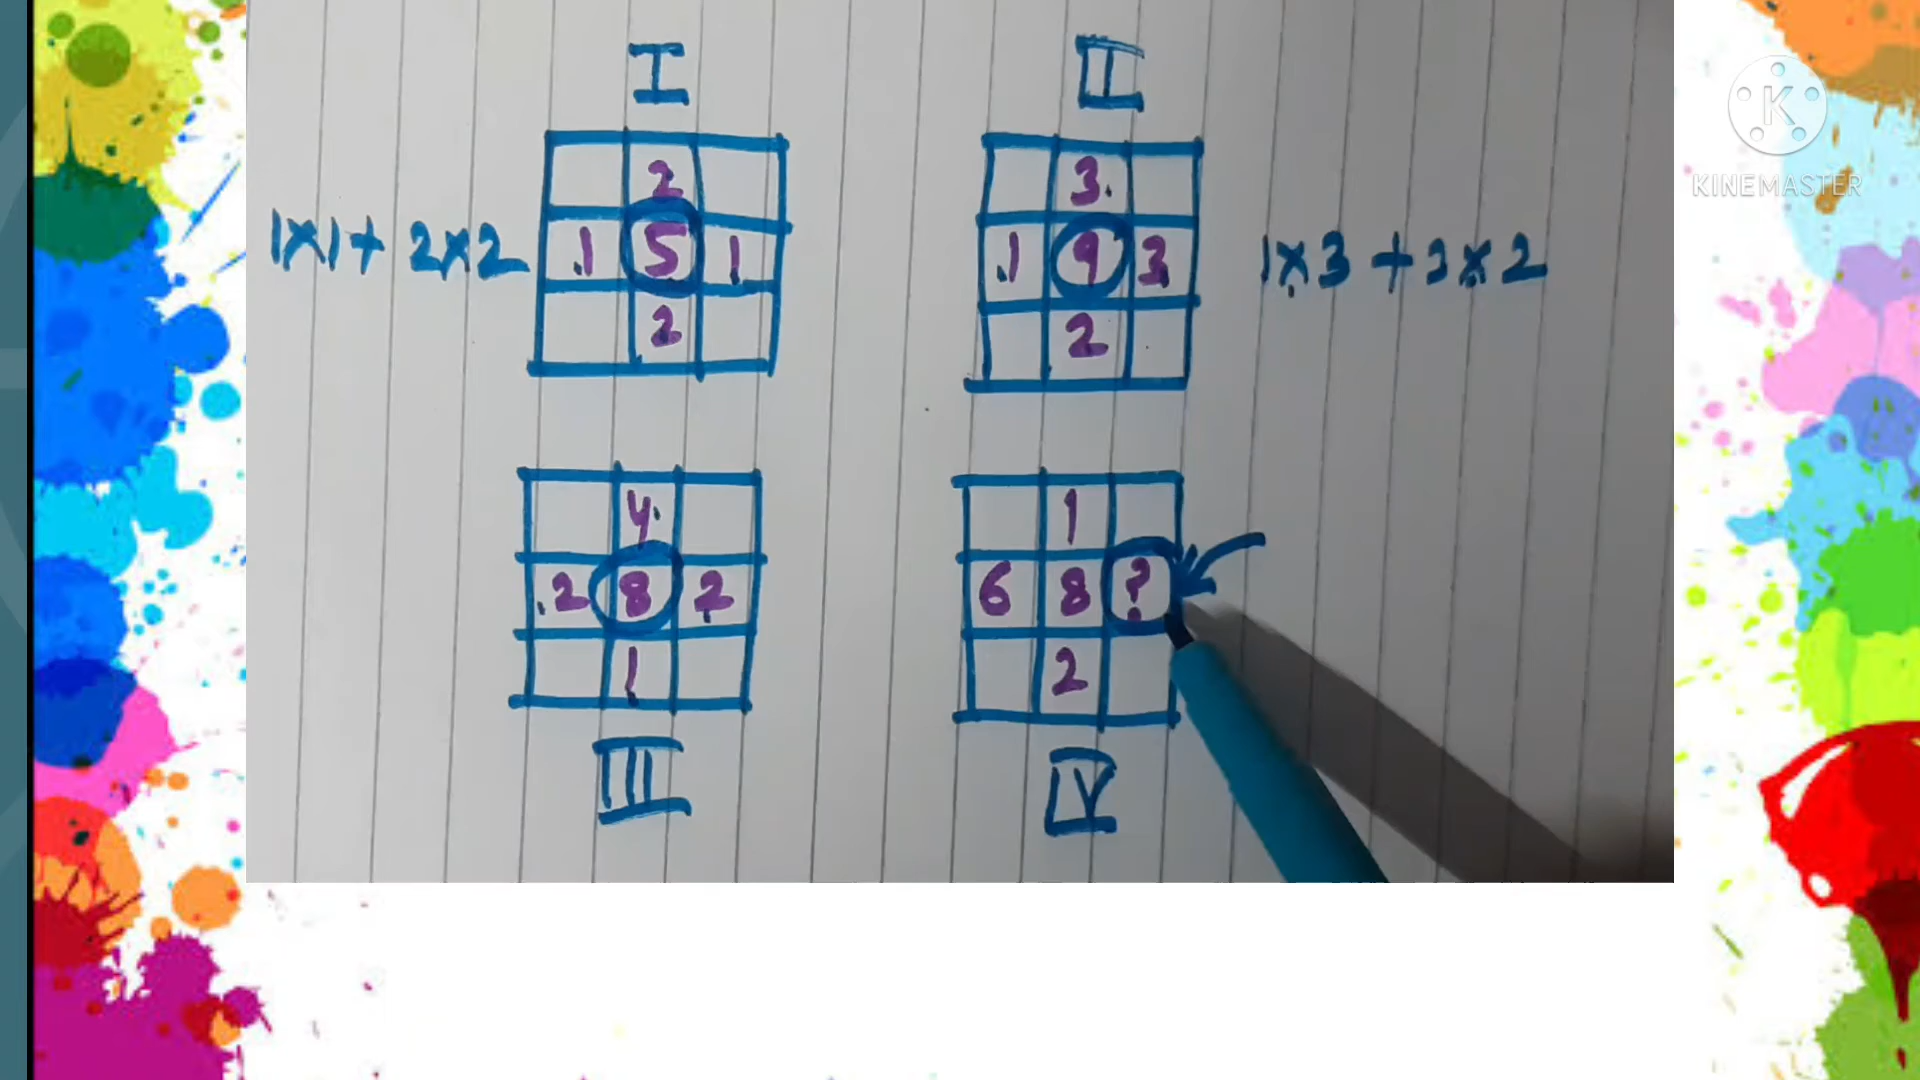 I
II
2
3.
1x1+ 2x2
.1 5 1.
.1 9 3.
1x3 + 3x2
2
2
4.
1
.2 8 2.
6 8 ?
1
2
III
IV
K
KINEMASTER